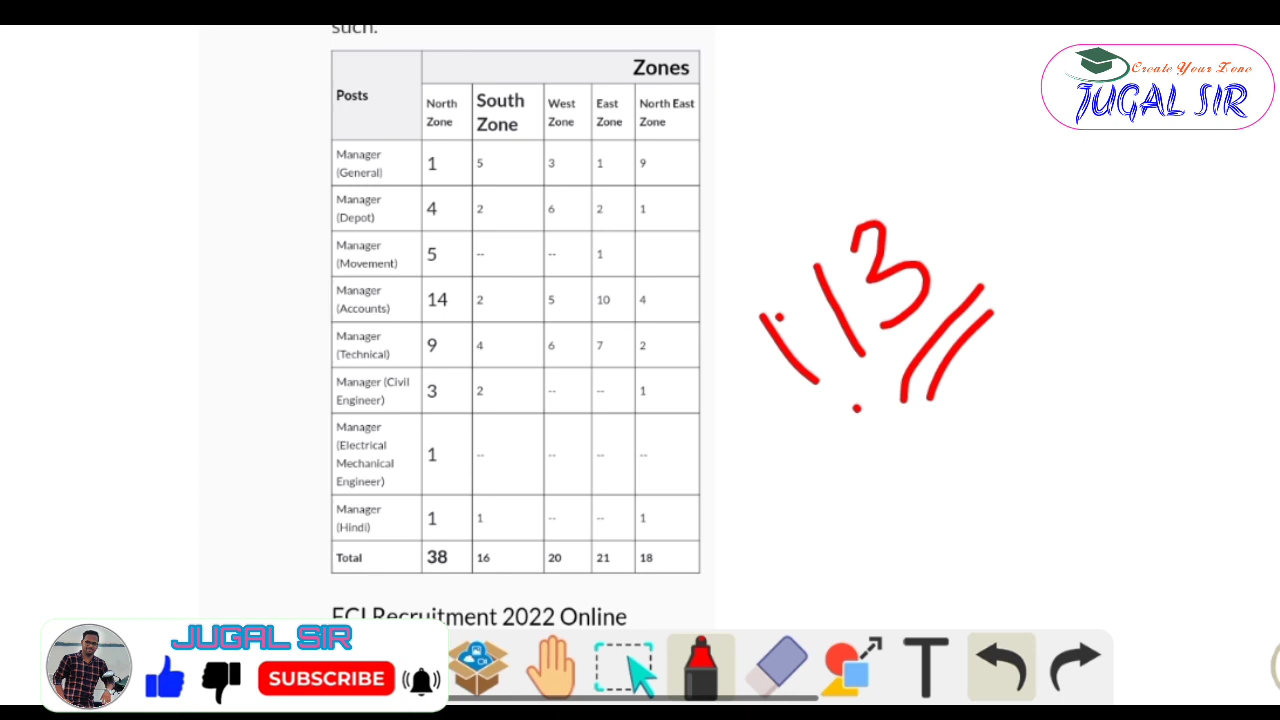 such.
Posts Zones
North Zone South Zone West Zone East Zone North East Zone
Manager (General) 1 5 3 1 9
Manager (Depot) 4 2 6 2 1
Manager (Movement) 5 -- -- 1
Manager (Accounts) 14 2 5 10 4
Manager (Technical) 9 4 6 7 2
Manager (Civil Engineer) 3 2 -- -- 1
Manager (Electrical Mechanical Engineer) 1 -- -- -- --
Manager (Hindi) 1 1 -- -- 1
Total 38 16 20 21 18
FCI Recruitment 2022 Online
113
Create Your Zone
JUGAL SIR
JUGAL SIR
SUBSCRIBE
T